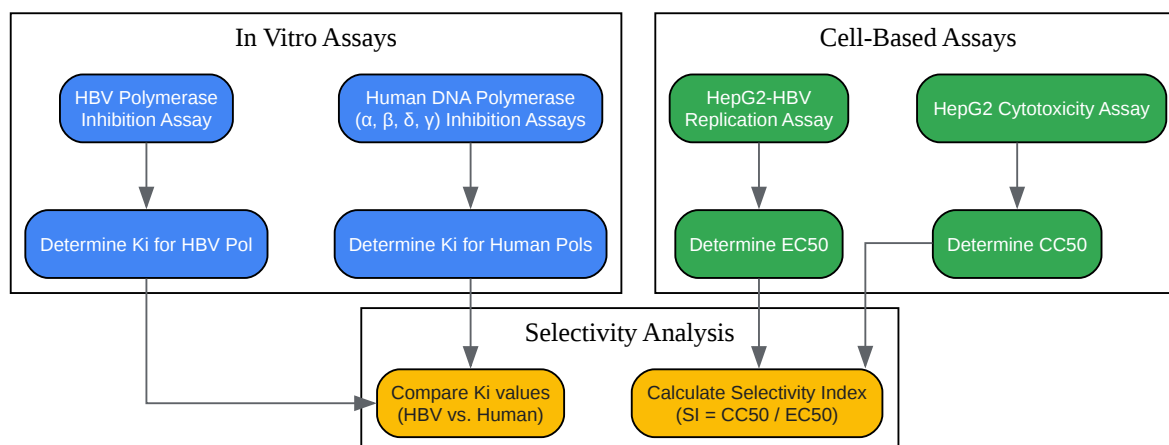 In Vitro Assays
HBV Polymerase
Inhibition Assay
Human DNA Polymerase
(α, β, δ, γ) Inhibition Assays
Determine Ki for HBV Pol
Determine Ki for Human Pols
Cell-Based Assays
HepG2-HBV
Replication Assay
HepG2 Cytotoxicity Assay
Determine EC50
Determine CC50
Selectivity Analysis
Compare Ki values
(HBV vs. Human)
Calculate Selectivity Index
(SI = CC50 / EC50)